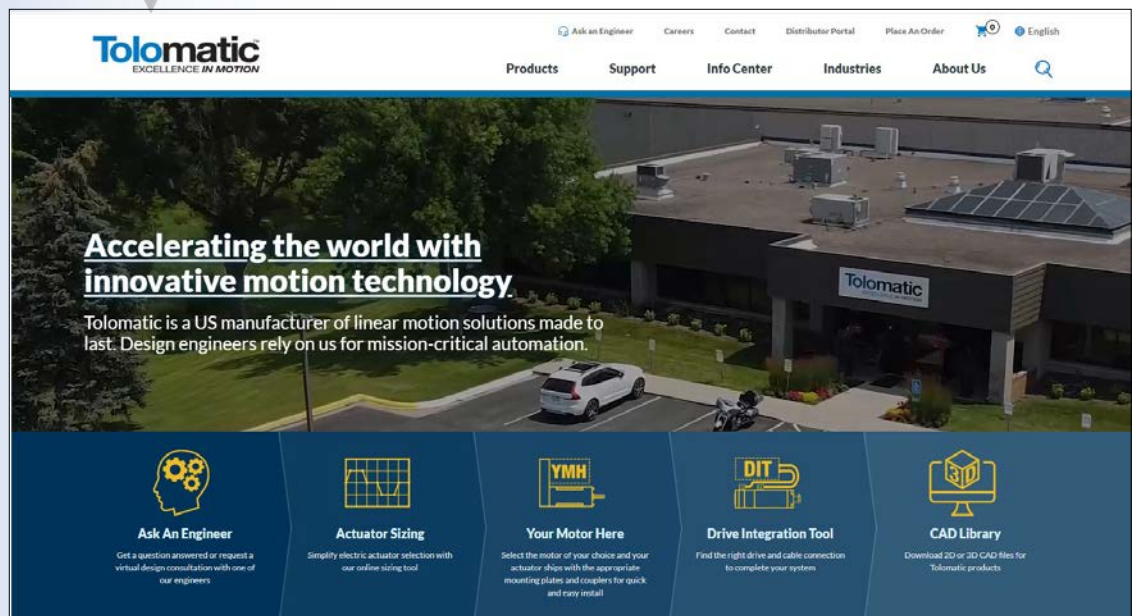 Tolomatic™
EXCELLENCE IN MOTION
Ask an Engineer Careers Contact Distributor Portal Place An Order 0 English
Products Support Info Center Industries About Us
Accelerating the world with
innovative motion technology.
Tolomatic is a US manufacturer of linear motion solutions made to
last. Design engineers rely on us for mission-critical automation.
Tolomatic
EXCELLENCE IN MOTION
Ask An Engineer
Get a question answered or request a
virtual design consultation with one of
our engineers
Actuator Sizing
Simplify electric actuator selection with
our online sizing tool
YMH
Your Motor Here
Select the motor of your choice and your
actuator ships with the appropriate
mounting plates and couplers for quick
and easy install
DIT
Drive Integration Tool
Find the right drive and cable connection
to complete your system
3D
CAD Library
Download 2D or 3D CAD files for
Tolomatic products